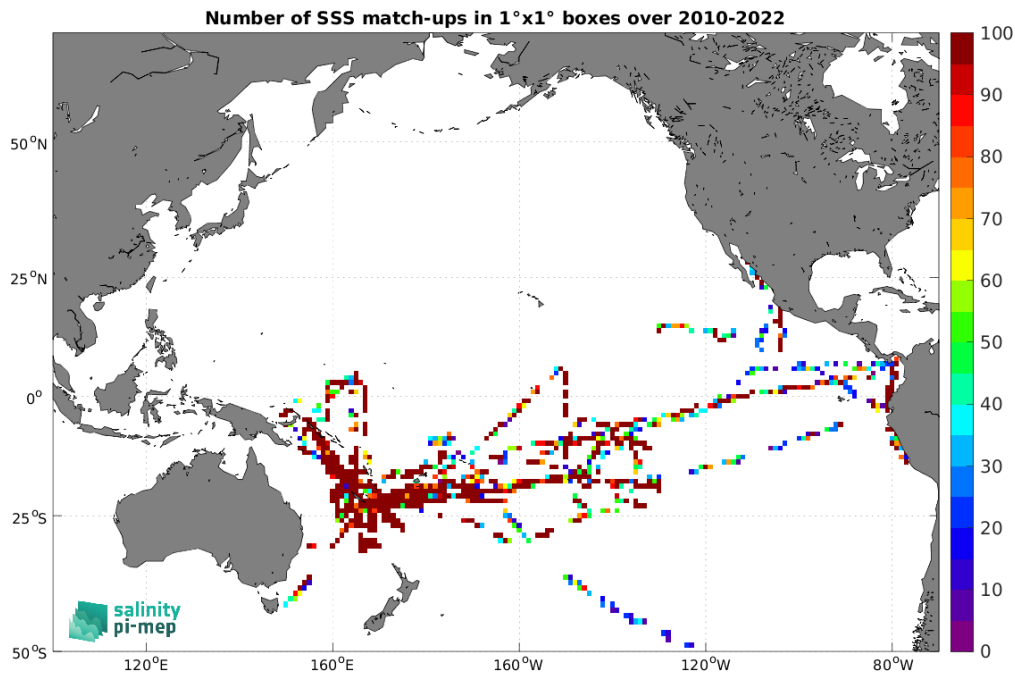 Number of SSS match-ups in 1°x1° boxes over 2010-2022
50°N
25°N
0°
25°S
50°S
120°E
160°E
160°W
120°W
80°W
100
90
80
70
60
50
40
30
20
10
0
salinity
pi-mep